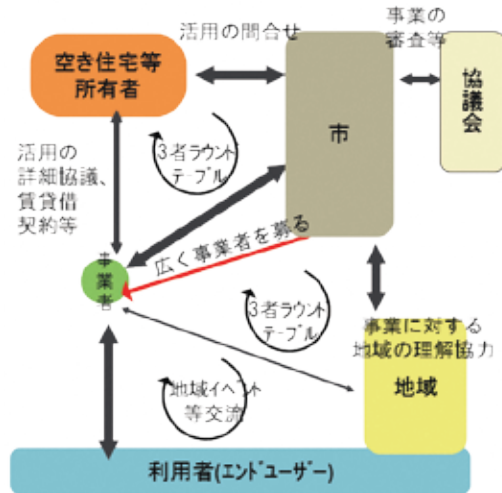 活用の問合せ
事業の
審査等
空き住宅等
所有者
市
協議会
3者ラウンド
テーブル
活用の
詳細協議、
賃貸借
契約等
広く事業者を募る
事業者
3者ラウンド
テーブル
事業に対する
地域の理解協力
地域
地域イベント
等交流
利用者(エンドユーザー)